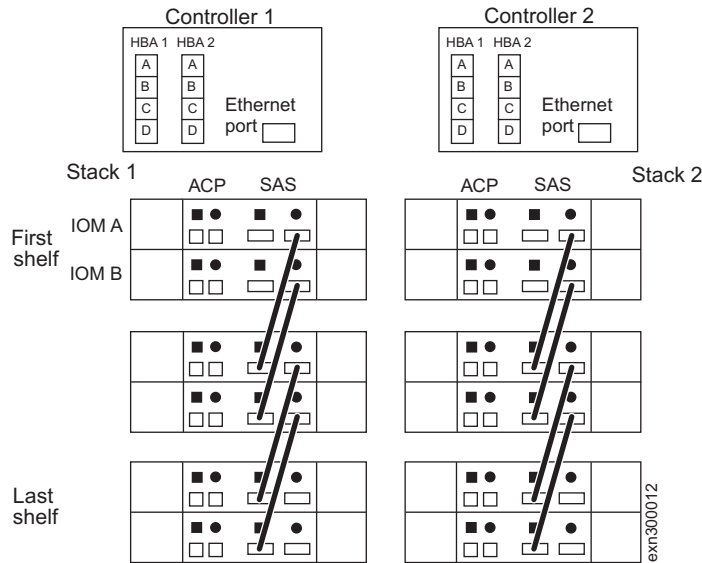 Controller 1 Controller 2
HBA 1 HBA 2 HBA 1 HBA 2
A A A A
B B B B
C C Ethernet C C Ethernet
D D port D D port
Stack 1 Stack 2
ACP SAS ACP SAS
IOM A
First
shelf
IOM B
Last
shelf
exn300012